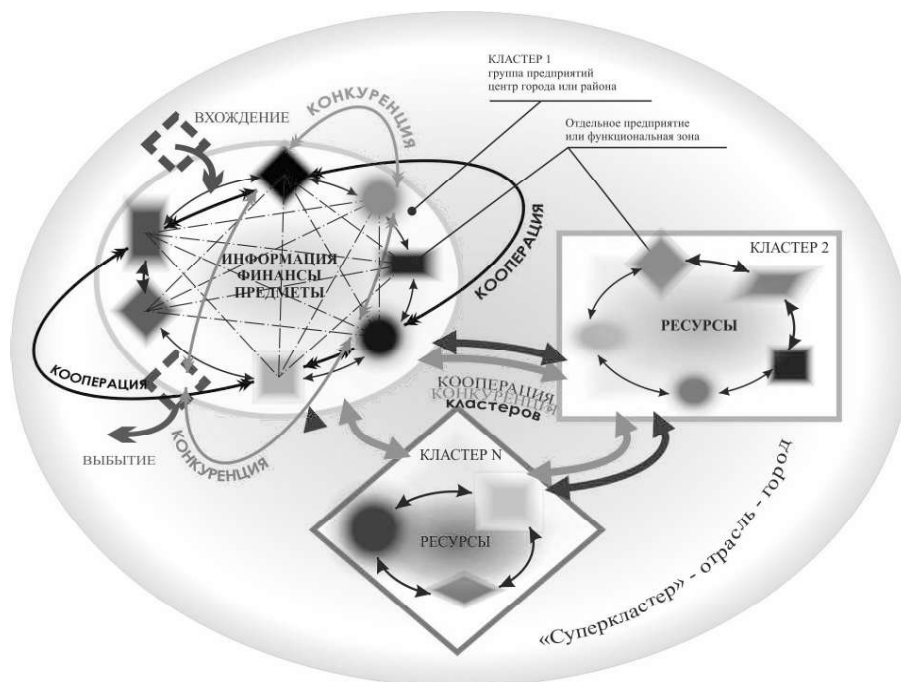 КЛАСТЕР 1
группа предприятий
центр города или района
ВХОЖДЕНИЕ
КОНКУРЕНЦИЯ
Отдельное предприятие
или функциональная зона
КООПЕРАЦИЯ
КЛАСТЕР 2
ИНФОРМАЦИЯ
ФИНАНСЫ
ПРЕДМЕТЫ
РЕСУРСЫ
КООПЕРАЦИЯ
КООПЕРАЦИЯ
КОНКУРЕНЦИЯ
кластеров
ВЫБЫТИЕ
КОНКУРЕНЦИЯ
КЛАСТЕР N
РЕСУРСЫ
«Суперкластер» - отрасль - город